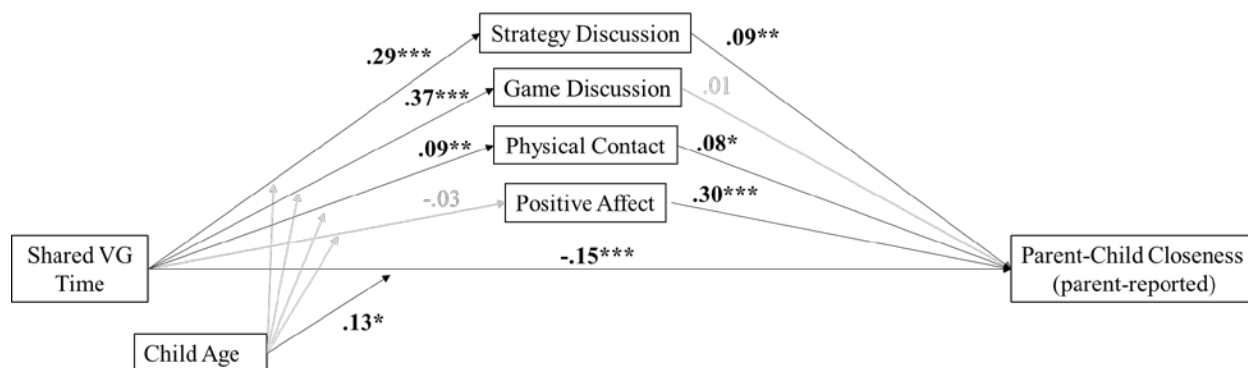 Strategy Discussion
.09**
.29***
Game Discussion
.01
.37***
Physical Contact
.09**
.08*
Positive Affect
-.03
.30***
Shared VG
Time
-.15***
Parent-Child Closeness
(parent-reported)
.13*
Child Age